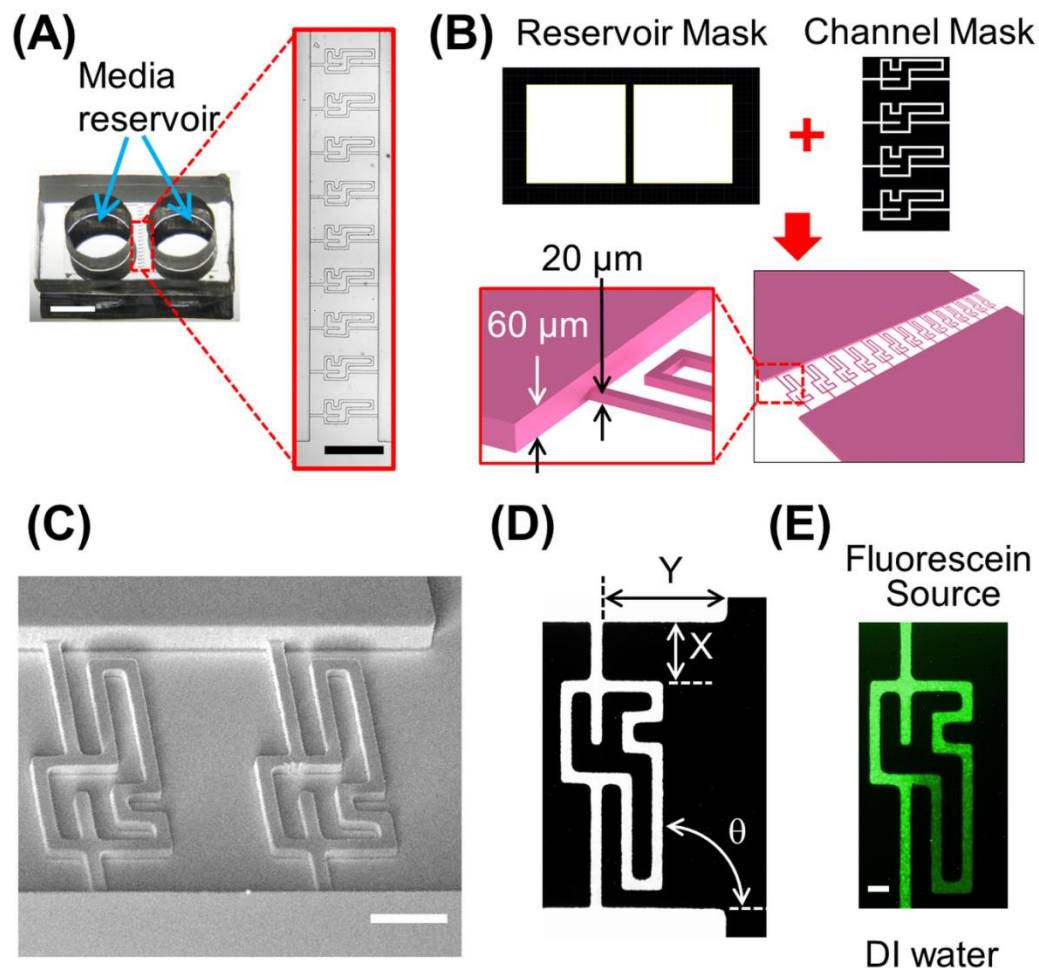 (A)
Media
reservoir
(B)
Reservoir Mask
Channel Mask
+
20 μm
60 μm
(C)
(D)
Y
X
θ
(E)
Fluorescein
Source
DI water